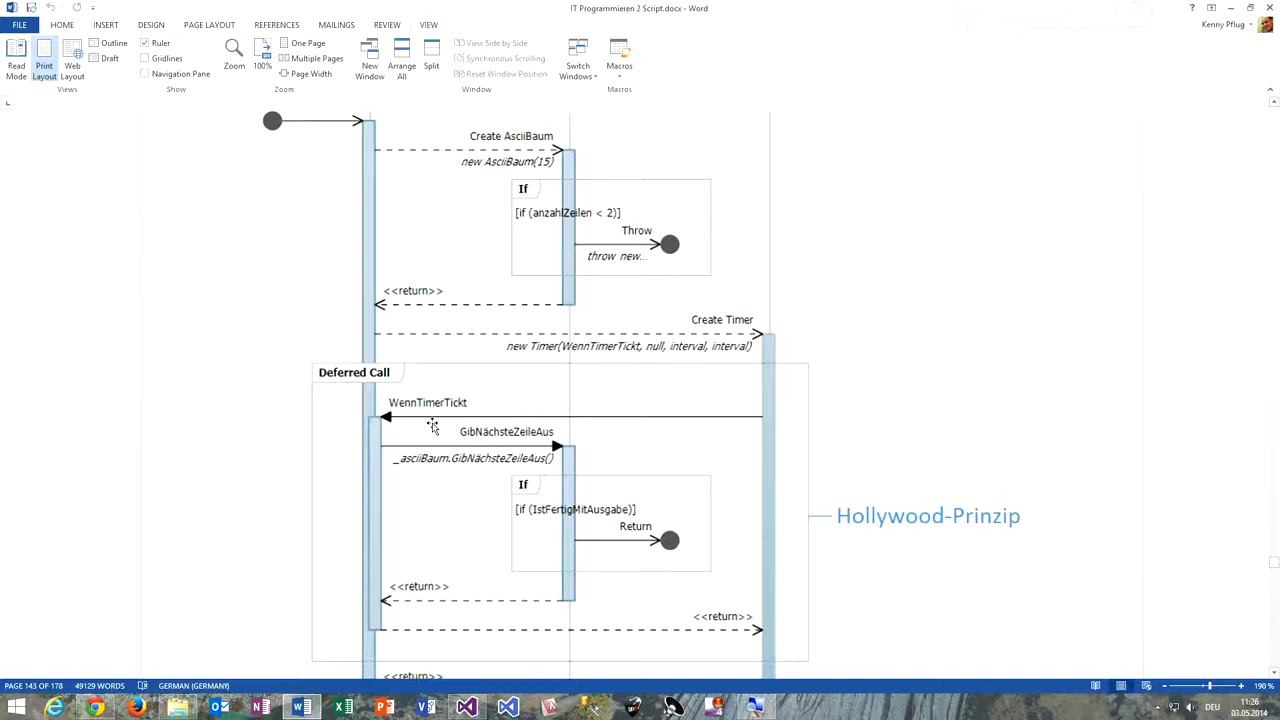 IT Programmieren 2 Script.docx - Word
FILE HOME INSERT DESIGN PAGE LAYOUT REFERENCES MAILINGS REVIEW VIEW
Kenny Pflug
Read Mode
Print Layout
Web Layout
Outline
Draft
Views
Ruler
Gridlines
Navigation Pane
Show
Zoom
100%
One Page
Multiple Pages
Page Width
Zoom
New Window
Arrange All
Split
View Side by Side
Synchronous Scrolling
Reset Window Position
Window
Switch Windows
Macros
Macros
Create AsciiBaum
new AsciiBaum(15)
If
[if (anzahlZeilen < 2)]
Throw
throw new...
<<return>>
Create Timer
new Timer(WennTimerTickt, null, interval, interval)
Deferred Call
WennTimerTickt
GibNächsteZeileAus
_asciiBaum.GibNächsteZeileAus()
If
[if (IstFertigMitAusgabe)]
Return
Hollywood-Prinzip
<<return>>
<<return>>
<<return>>
PAGE 143 OF 178 49129 WORDS GERMAN (GERMANY)
190 %
DEU
11:26
03.05.2014